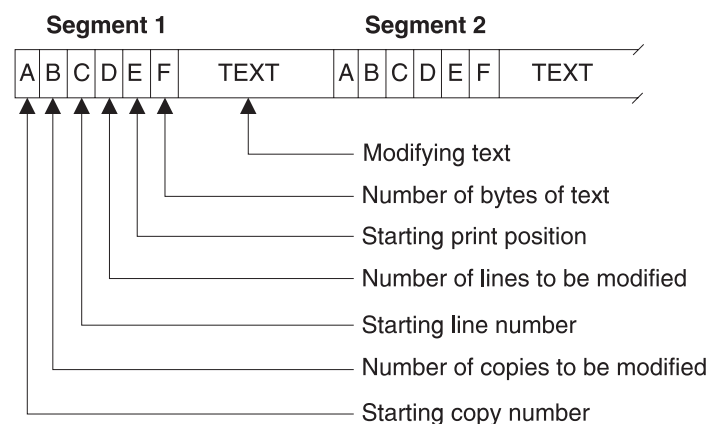 Segment 1 Segment 2
A B C D E F TEXT A B C D E F TEXT
Modifying text
Number of bytes of text
Starting print position
Number of lines to be modified
Starting line number
Number of copies to be modified
Starting copy number